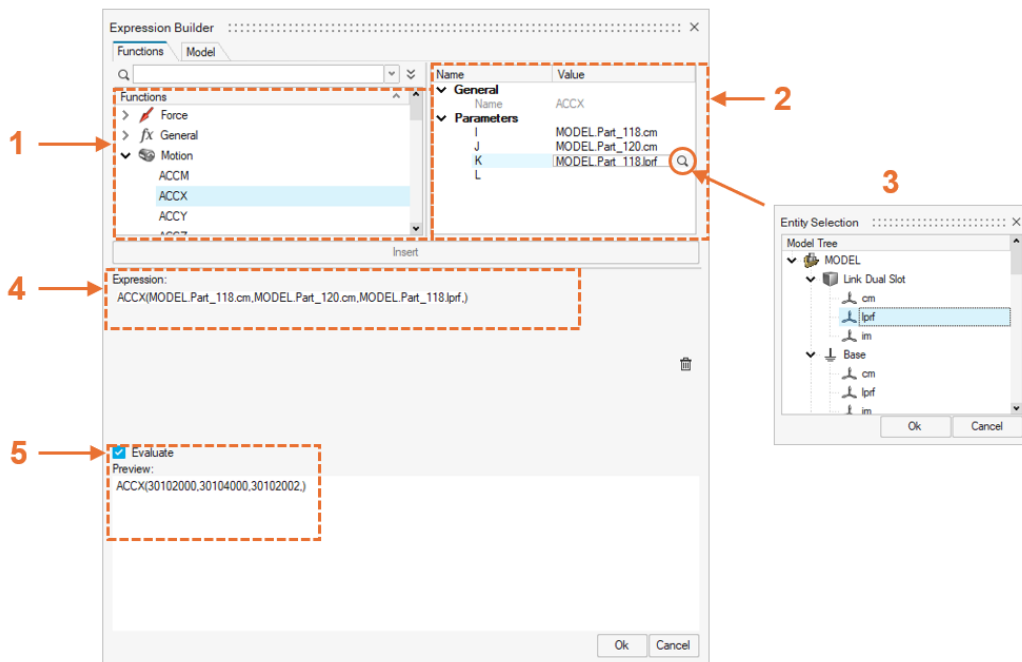 Expression Builder
Functions Model
Name Value
Functions
General
Name ACCX
Force
Parameters
1
2
fx General
I MODEL.Part_118.cm
Motion
J MODEL.Part_120.cm
ACCM
K MODEL.Part_118.lprf
ACCX
L
3
ACCY
Entity Selection
Model Tree
Insert
MODEL
4
Expression:
Link Dual Slot
ACCX(MODEL.Part_118.cm,MODEL.Part_120.cm,MODEL.Part_118.lprf,)
cm
lprf
im
Base
cm
lprf
im
Ok Cancel
5
Evaluate
Preview:
ACCX(30102000,30104000,30102002,)
Ok Cancel